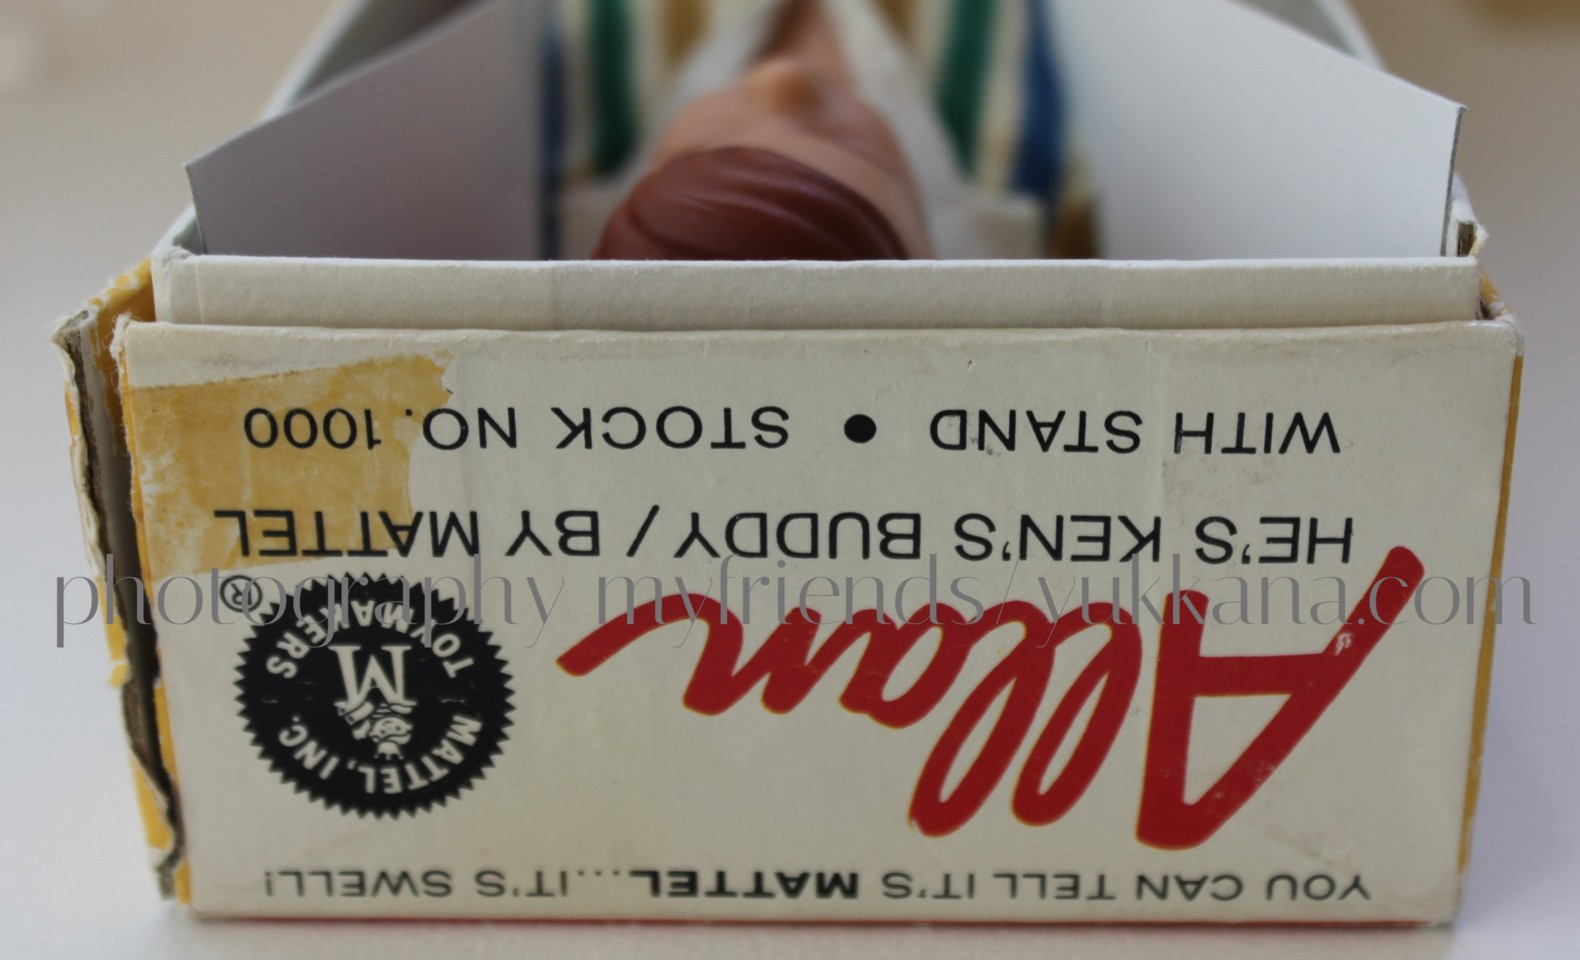 YOU CAN TELL IT'S MATTEL...IT'S SWELL!
Allan
MATTEL, INC.
TOYMAKERS
M
®
HE'S KEN'S BUDDY / BY MATTEL
WITH STAND ● STOCK NO. 1000
photography myfriends/yukkana.com